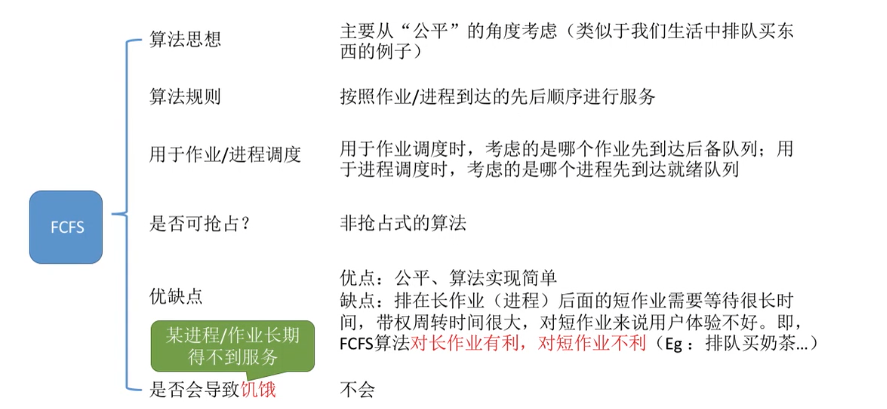 FCFS
算法思想
主要从“公平”的角度考虑（类似于我们生活中排队买东
西的例子）
算法规则
按照作业/进程到达的先后顺序进行服务
用于作业/进程调度
用于作业调度时，考虑的是哪个作业先到达后备队列；用
于进程调度时，考虑的是哪个进程先到达就绪队列
是否可抢占？
非抢占式的算法
优缺点
优点：公平、算法实现简单
缺点：排在长作业（进程）后面的短作业需要等待很长时
间，带权周转时间很大，对短作业来说用户体验不好。即，
FCFS算法对长作业有利，对短作业不利（Eg：排队买奶茶...）
某进程/作业长期
得不到服务
是否会导致饥饿
不会